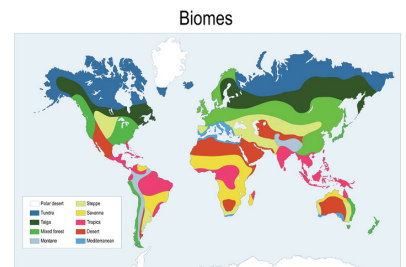 Biomes
Polar desert
Tundra
Taiga
Mixed forest
Montane
Steppe
Savanna
Tropics
Desert
Mediterranean